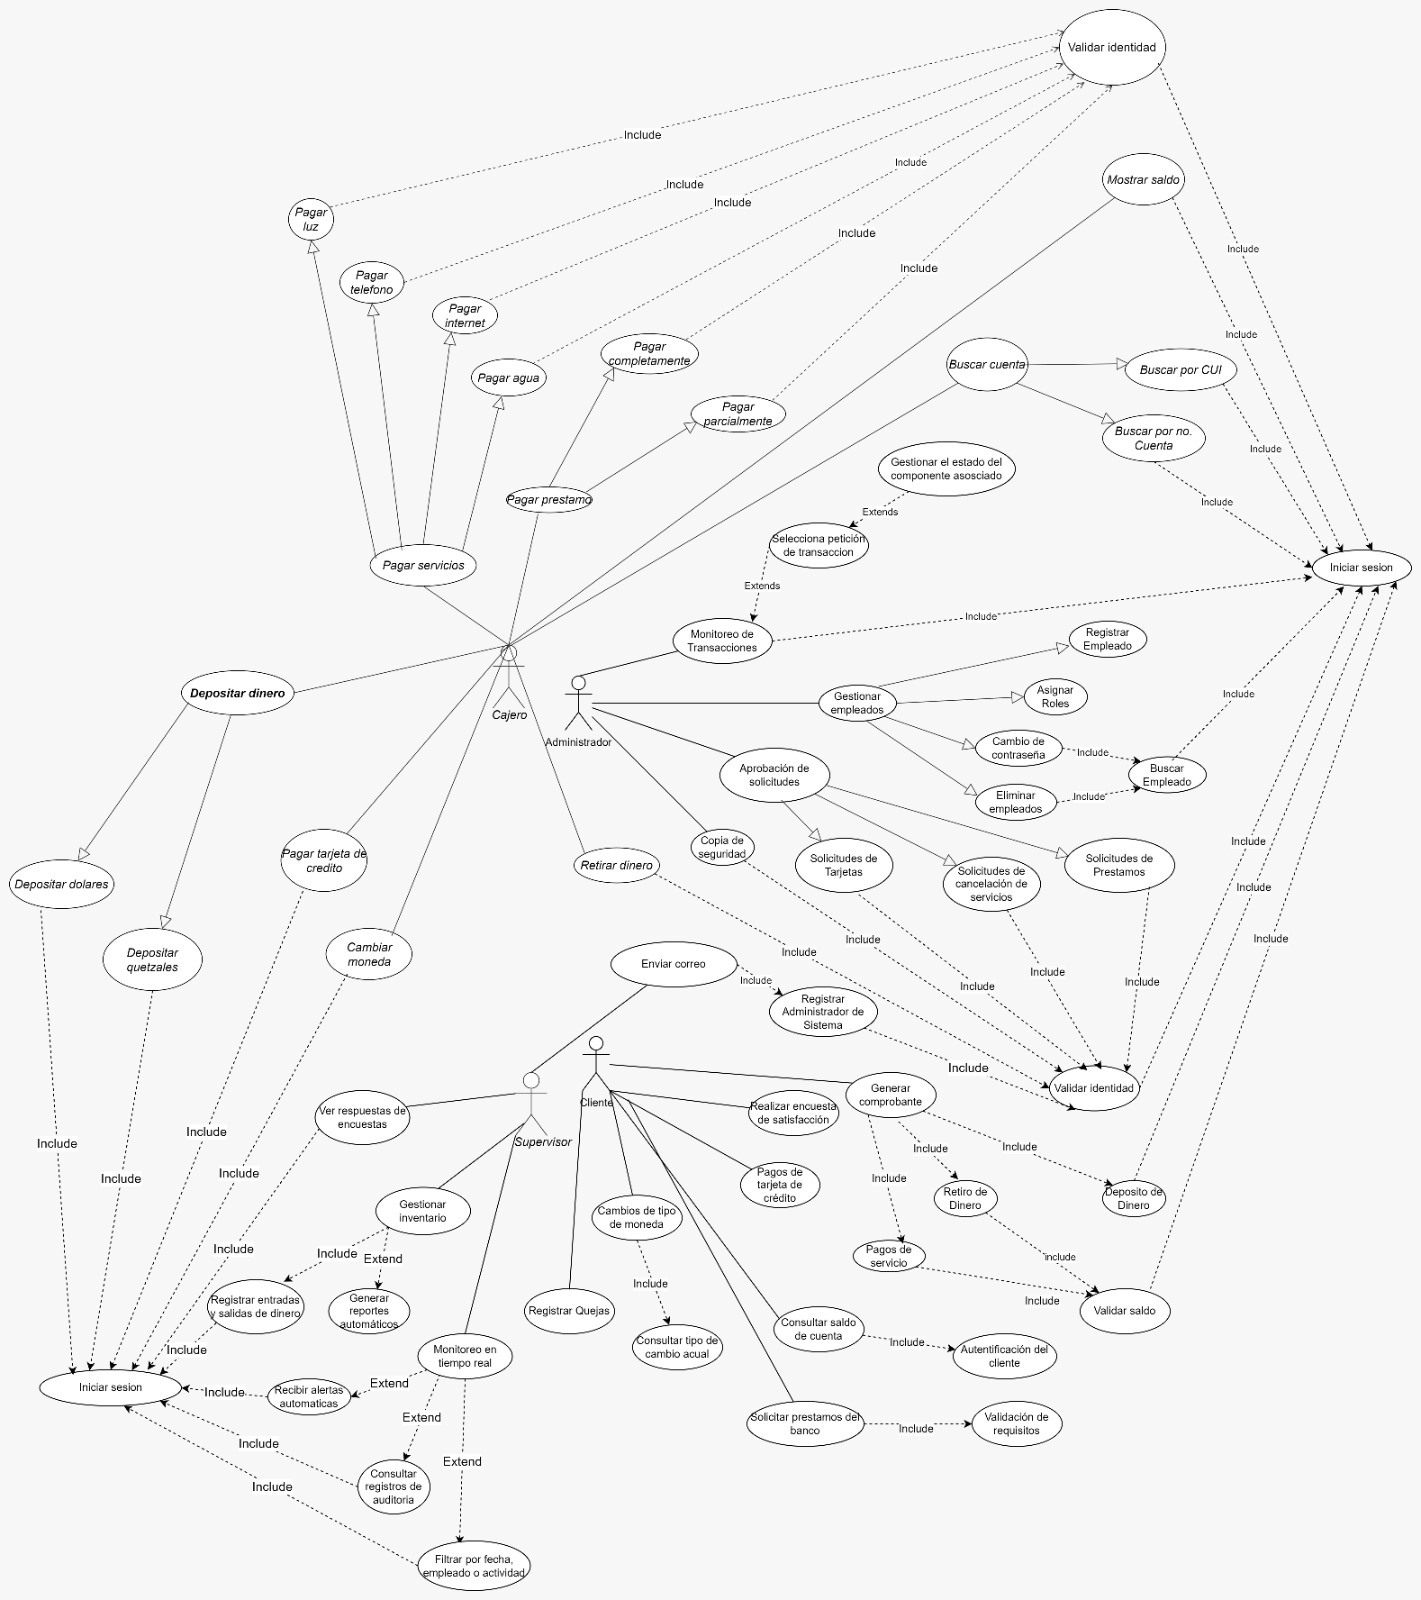 Validar identidad
Include
Mostrar saldo
Include
Include
Include
Pagar
luz
Include
Include
Include
Pagar
telefono
Pagar
internet
Include
Pagar
completamente
Buscar cuenta
Buscar por CUI
Pagar agua
Pagar
parcialmente
Buscar por no.
Cuenta
Include
Gestionar el estado del
componente asosciado
Pagar prestamo
Include
Extends
Selecciona petición
de transaccion
Pagar servicios
Iniciar sesion
Extends
Include
Monitoreo de
Transacciones
Registrar
Empleado
Cajero
Administrador
Depositar dinero
Gestionar
empleados
Asignar
Roles
Include
Cambio de
contraseña
Include
Buscar
Empleado
Aprobación de
solicitudes
Eliminar
empleados
Include
Copia de
seguridad
Include
Pagar tarjeta de
credito
Retirar dinero
Solicitudes de
Tarjetas
Solicitudes de
cancelación de
servicios
Solicitudes de
Prestamos
Depositar dolares
Include
Depositar
quetzales
Cambiar
moneda
Include
Include
Include
Enviar correo
Include
Include
Include
Include
Registrar
Administrador de
Sistema
Include
Validar identidad
Cliente
Generar
comprobante
Ver respuestas de
encuestas
Supervisor
Realizar encuesta
de satisfacción
Include
Include
Include
Include
Include
Include
Include
Pagos de
tarjeta de
crédito
Retiro de
Dinero
Deposito de
Dinero
Gestionar
inventario
Cambios de tipo
de moneda
Include
Include
Extend
Pagos de
servicio
include
Include
Include
Registrar entradas
y salidas de dinero
Generar
reportes
automáticos
Registrar Quejas
Validar saldo
Include
Consultar saldo
de cuenta
Include
Autentificación del
cliente
Consultar tipo de
cambio acual
Monitoreo en
tiempo real
Iniciar sesion
Include
Recibir alertas
automaticas
Extend
Extend
Solicitar prestamos del
banco
Include
Validación de
requisitos
Include
Include
Extend
Consultar
registros de
auditoria
Filtrar por fecha,
empleado o actividad